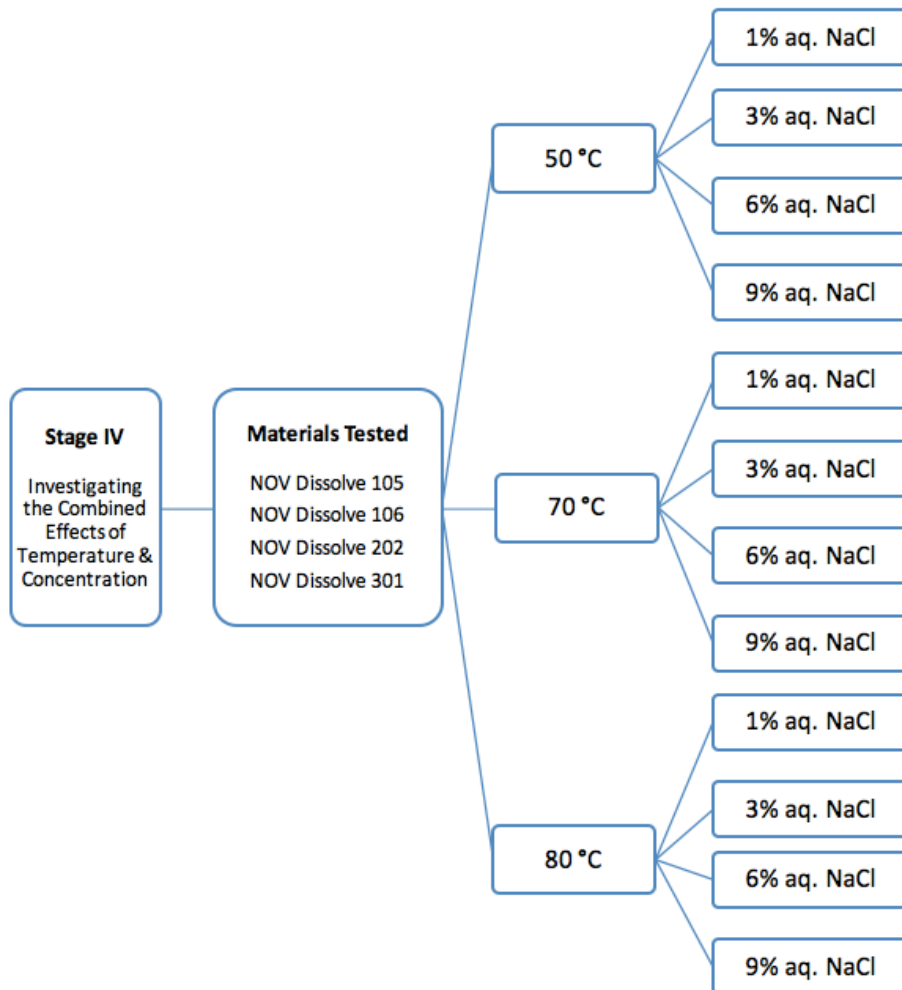 Stage IV
Investigating
the Combined
Effects of
Temperature &
Concentration
Materials Tested
NOV Dissolve 105
NOV Dissolve 106
NOV Dissolve 202
NOV Dissolve 301
50 °C
1% aq. NaCl
3% aq. NaCl
6% aq. NaCl
9% aq. NaCl
70 °C
1% aq. NaCl
3% aq. NaCl
6% aq. NaCl
9% aq. NaCl
80 °C
1% aq. NaCl
3% aq. NaCl
6% aq. NaCl
9% aq. NaCl